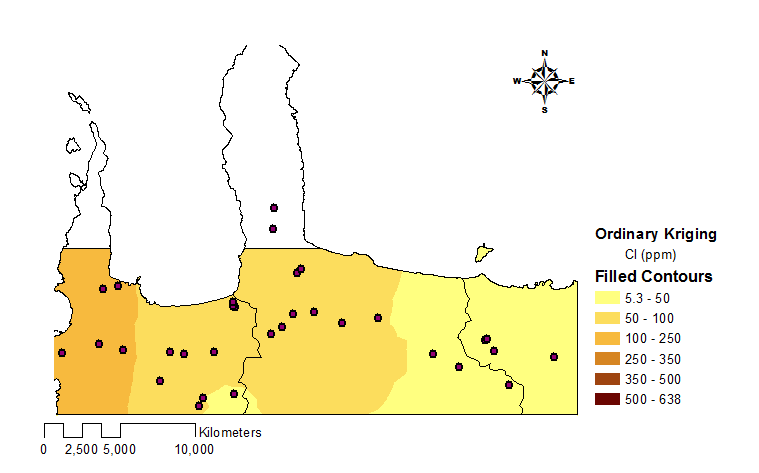 N
W E
S
Ordinary Kriging
Cl (ppm)
Filled Contours
5.3 - 50
50 - 100
100 - 250
250 - 350
350 - 500
500 - 638
Kilometers
0 2,500 5,000 10,000